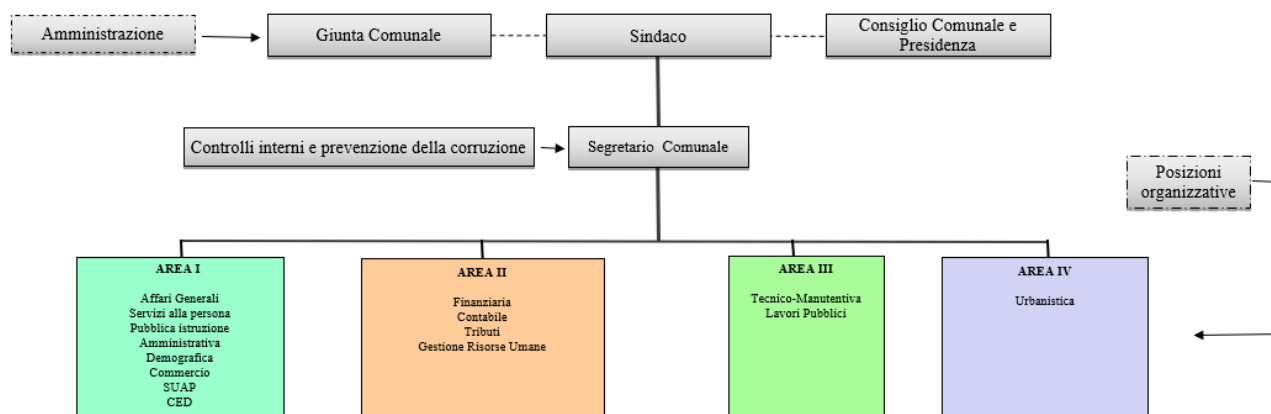 Amministrazione
Giunta Comunale
Sindaco
Consiglio Comunale e
Presidenza
Controlli interni e prevenzione della corruzione
Segretario Comunale
Posizioni
organizzative
AREA I
Affari Generali
Servizi alla persona
Pubblica istruzione
Amministrativa
Demografica
Commercio
SUAP
CED
AREA II
Finanziaria
Contabile
Tributi
Gestione Risorse Umane
AREA III
Tecnico-Manutentiva
Lavori Pubblici
AREA IV
Urbanistica